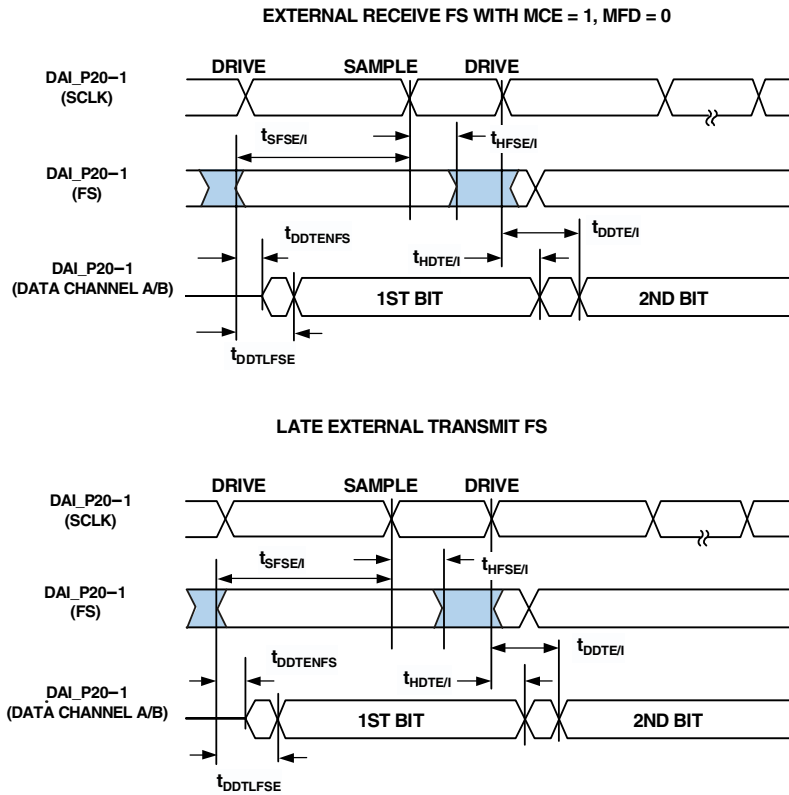 EXTERNAL RECEIVE FS WITH MCE = 1, MFD = 0
DRIVE SAMPLE DRIVE
DAI_P20–1
(SCLK)
tSFSE/I tHFSE/I
DAI_P20–1
(FS)
tDDTENFS tHDTE/I tDDTE/I
DAI_P20–1
(DATA CHANNEL A/B)
1ST BIT 2ND BIT
tDDTLFSE
LATE EXTERNAL TRANSMIT FS
DRIVE SAMPLE DRIVE
DAI_P20–1
(SCLK)
tSFSE/I tHFSE/I
DAI_P20–1
(FS)
tDDTENFS tHDTE/I tDDTE/I
DAI_P20–1
(DATA CHANNEL A/B)
1ST BIT 2ND BIT
tDDTLFSE